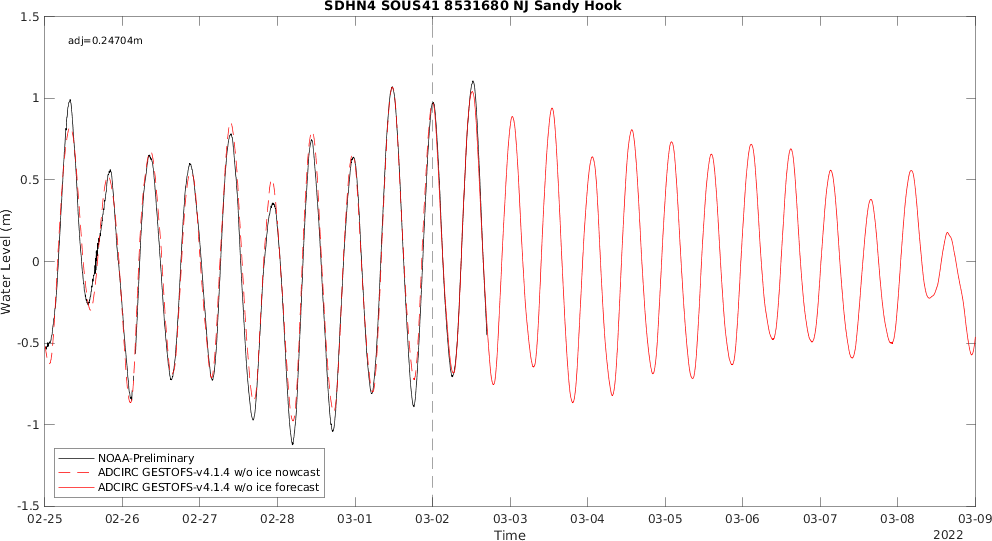 SDHN4 SOUS41 8531680 NJ Sandy Hook
adj=0.24704m
1.5
1
0.5
0
-0.5
-1
-1.5
Water Level (m)
NOAA-Preliminary
ADCIRC GESTOFS-v4.1.4 w/o ice nowcast
ADCIRC GESTOFS-v4.1.4 w/o ice forecast
02-25 02-26 02-27 02-28 03-01 03-02 03-03 03-04 03-05 03-06 03-07 03-08 03-09
Time
2022